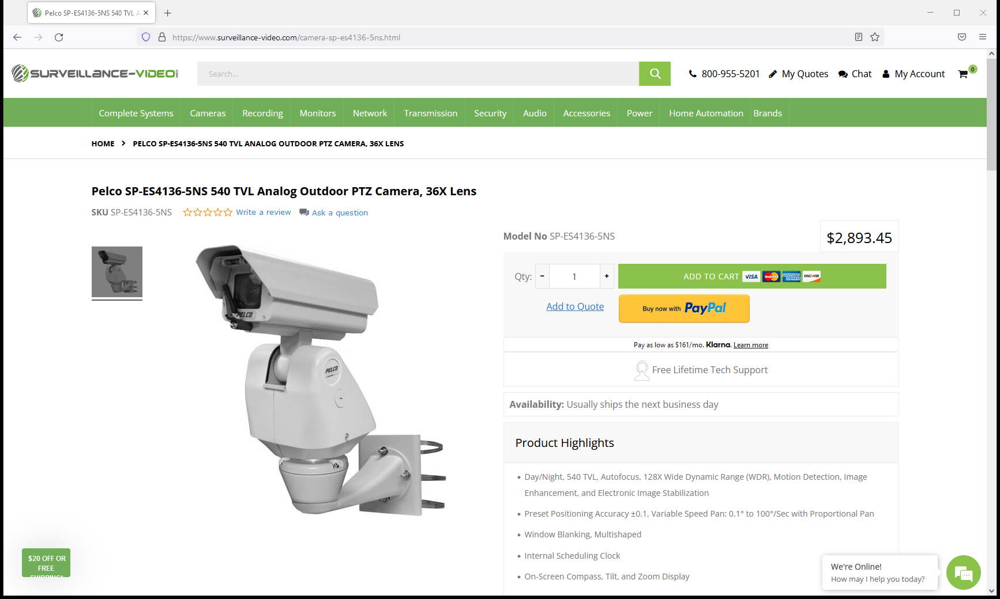 Pelco SP-ES4136-5NS 540 TVL A
https://www.surveillance-video.com/camera-sp-es4136-5ns.html
SURVEILLANCE-VIDEO
Search...
800-955-5201 My Quotes Chat My Account 0
Complete Systems Cameras Recording Monitors Network Transmission Security Audio Accessories Power Home Automation Brands
HOME PELCO SP-ES4136-5NS 540 TVL ANALOG OUTDOOR PTZ CAMERA, 36X LENS
Pelco SP-ES4136-5NS 540 TVL Analog Outdoor PTZ Camera, 36X Lens
SKU SP-ES4136-5NS Write a review Ask a question
Model No SP-ES4136-5NS
$2,893.45
Qty: - 1 + ADD TO CART VISA MasterCard AMERICAN EXPRESS DISCOVER
Add to Quote Buy now with PayPal
PELCO
PELCO
Pay as low as $161/mo. Klarna. Learn more
Free Lifetime Tech Support
Availability: Usually ships the next business day
Product Highlights
• Day/Night, 540 TVL, Autofocus, 128X Wide Dynamic Range (WDR), Motion Detection, Image
Enhancement, and Electronic Image Stabilization
• Preset Positioning Accuracy ±0.1, Variable Speed Pan: 0.1° to 100°/Sec with Proportional Pan
• Window Blanking, Multishaped
• Internal Scheduling Clock
• On-Screen Compass, Tilt, and Zoom Display
$20 OFF OR
FREE
SHIPPING*
We're Online!
How may I help you today?